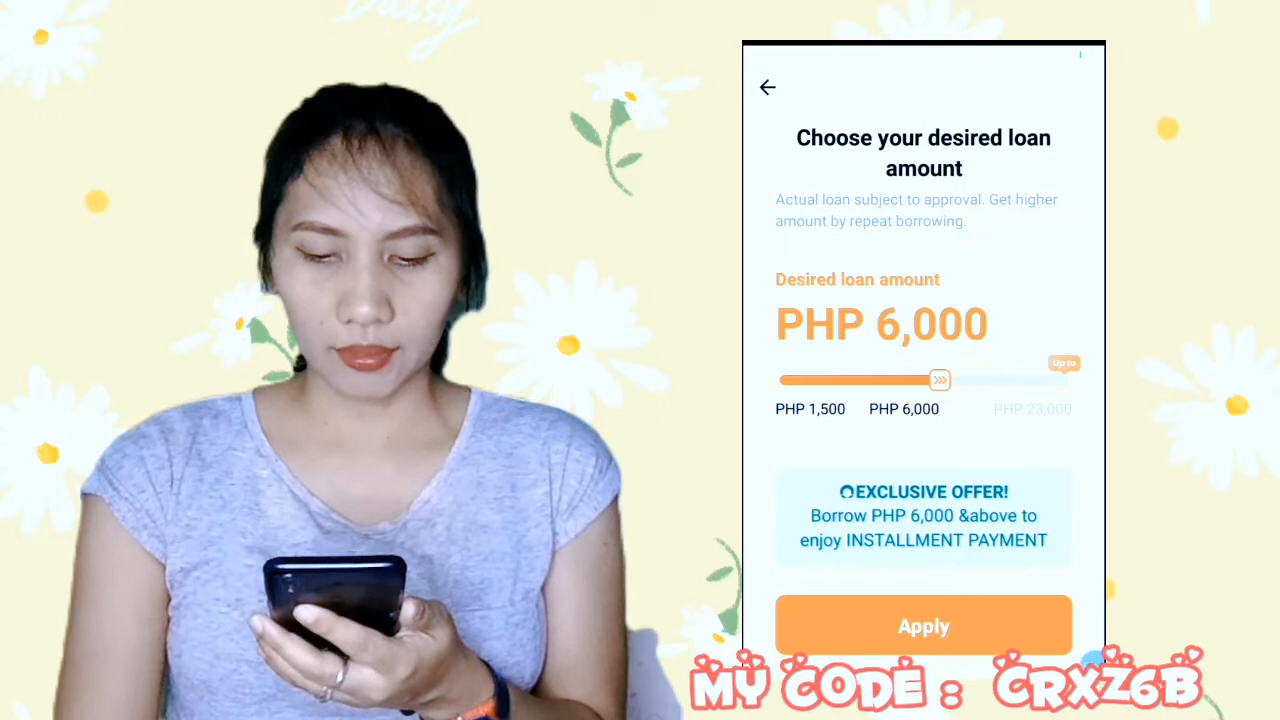 Daisy
Choose your desired loan
amount
Actual loan subject to approval. Get higher
amount by repeat borrowing.
Desired loan amount
PHP 6,000
Up to
PHP 1,500 PHP 6,000 PHP 23,000
EXCLUSIVE OFFER!
Borrow PHP 6,000 &above to
enjoy INSTALLMENT PAYMENT
Apply
MY CODE : CRXZ6B